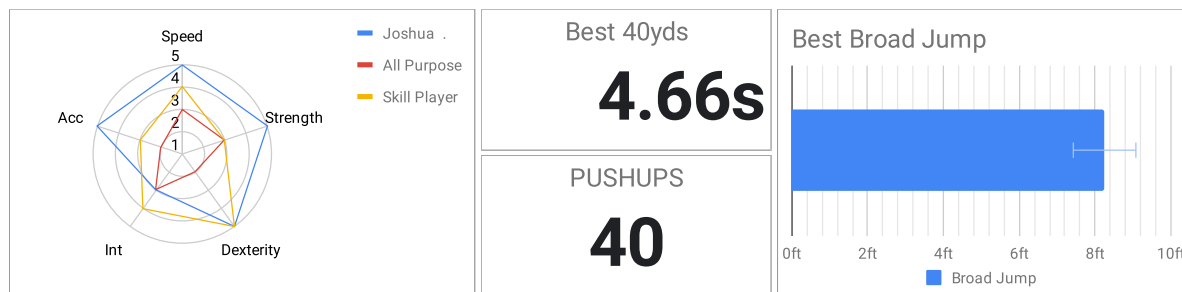 Speed
5
4
3
2
1
Acc
Strength
Int
Dexterity
Joshua .
All Purpose
Skill Player
Best 40yds
4.66s
PUSHUPS
40
Best Broad Jump
0ft 2ft 4ft 6ft 8ft 10ft
Broad Jump